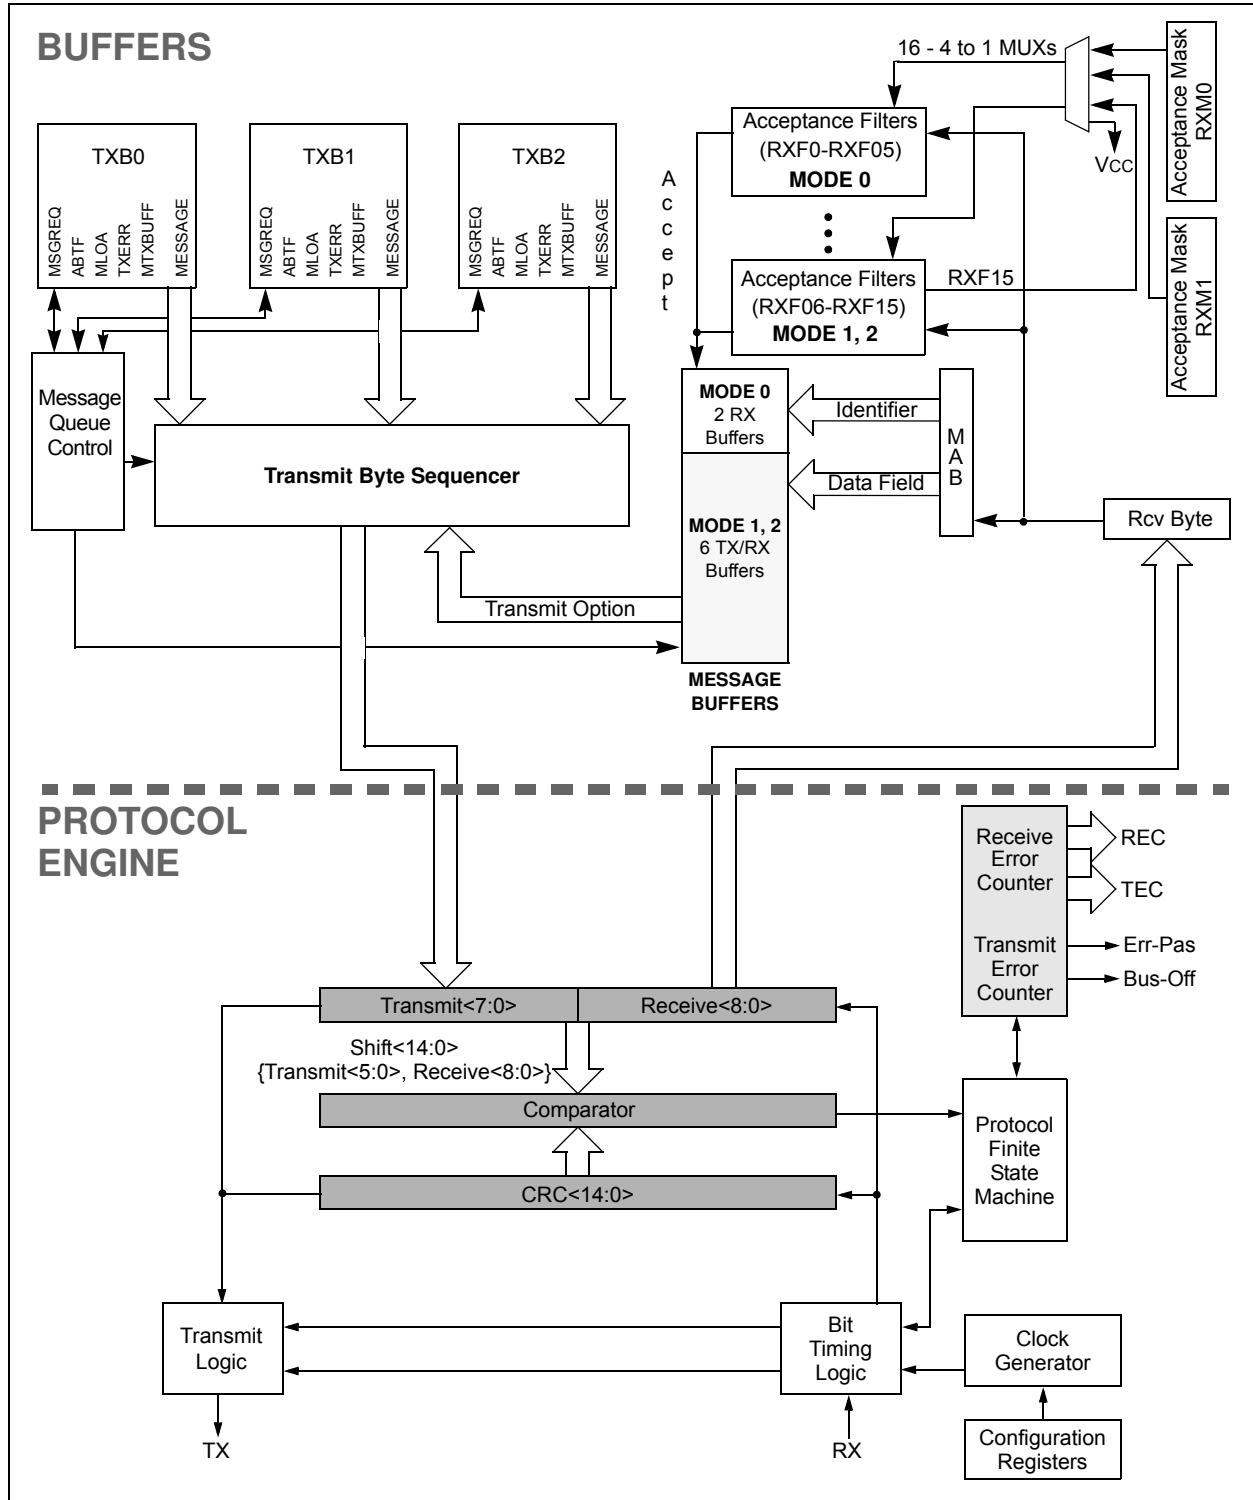 BUFFERS
16 - 4 to 1 MUXs
Acceptance Mask
RXM0
VCC
Acceptance Filters
(RXF0-RXF05)
MODE 0
TXB0
MSGREQ
ABTF
MLOA
TXERR
MTXBUFF
MESSAGE
TXB1
MSGREQ
ABTF
MLOA
TXERR
MTXBUFF
MESSAGE
TXB2
MSGREQ
ABTF
MLOA
TXERR
MTXBUFF
MESSAGE
Accept
Acceptance Filters
(RXF06-RXF15)
MODE 1, 2
RXF15
Acceptance Mask
RXM1
Message
Queue
Control
Transmit Byte Sequencer
MODE 0
2 RX
Buffers
Identifier
Data Field
MAB
Rcv Byte
MODE 1, 2
6 TX/RX
Buffers
Transmit Option
MESSAGE
BUFFERS
PROTOCOL
ENGINE
Receive
Error
Counter
REC
TEC
Transmit
Error
Counter
Err-Pas
Bus-Off
Transmit<7:0>
Receive<8:0>
Shift<14:0>
{Transmit<5:0>, Receive<8:0>}
Comparator
CRC<14:0>
Protocol
Finite
State
Machine
Transmit
Logic
Bit
Timing
Logic
Clock
Generator
TX
RX
Configuration
Registers